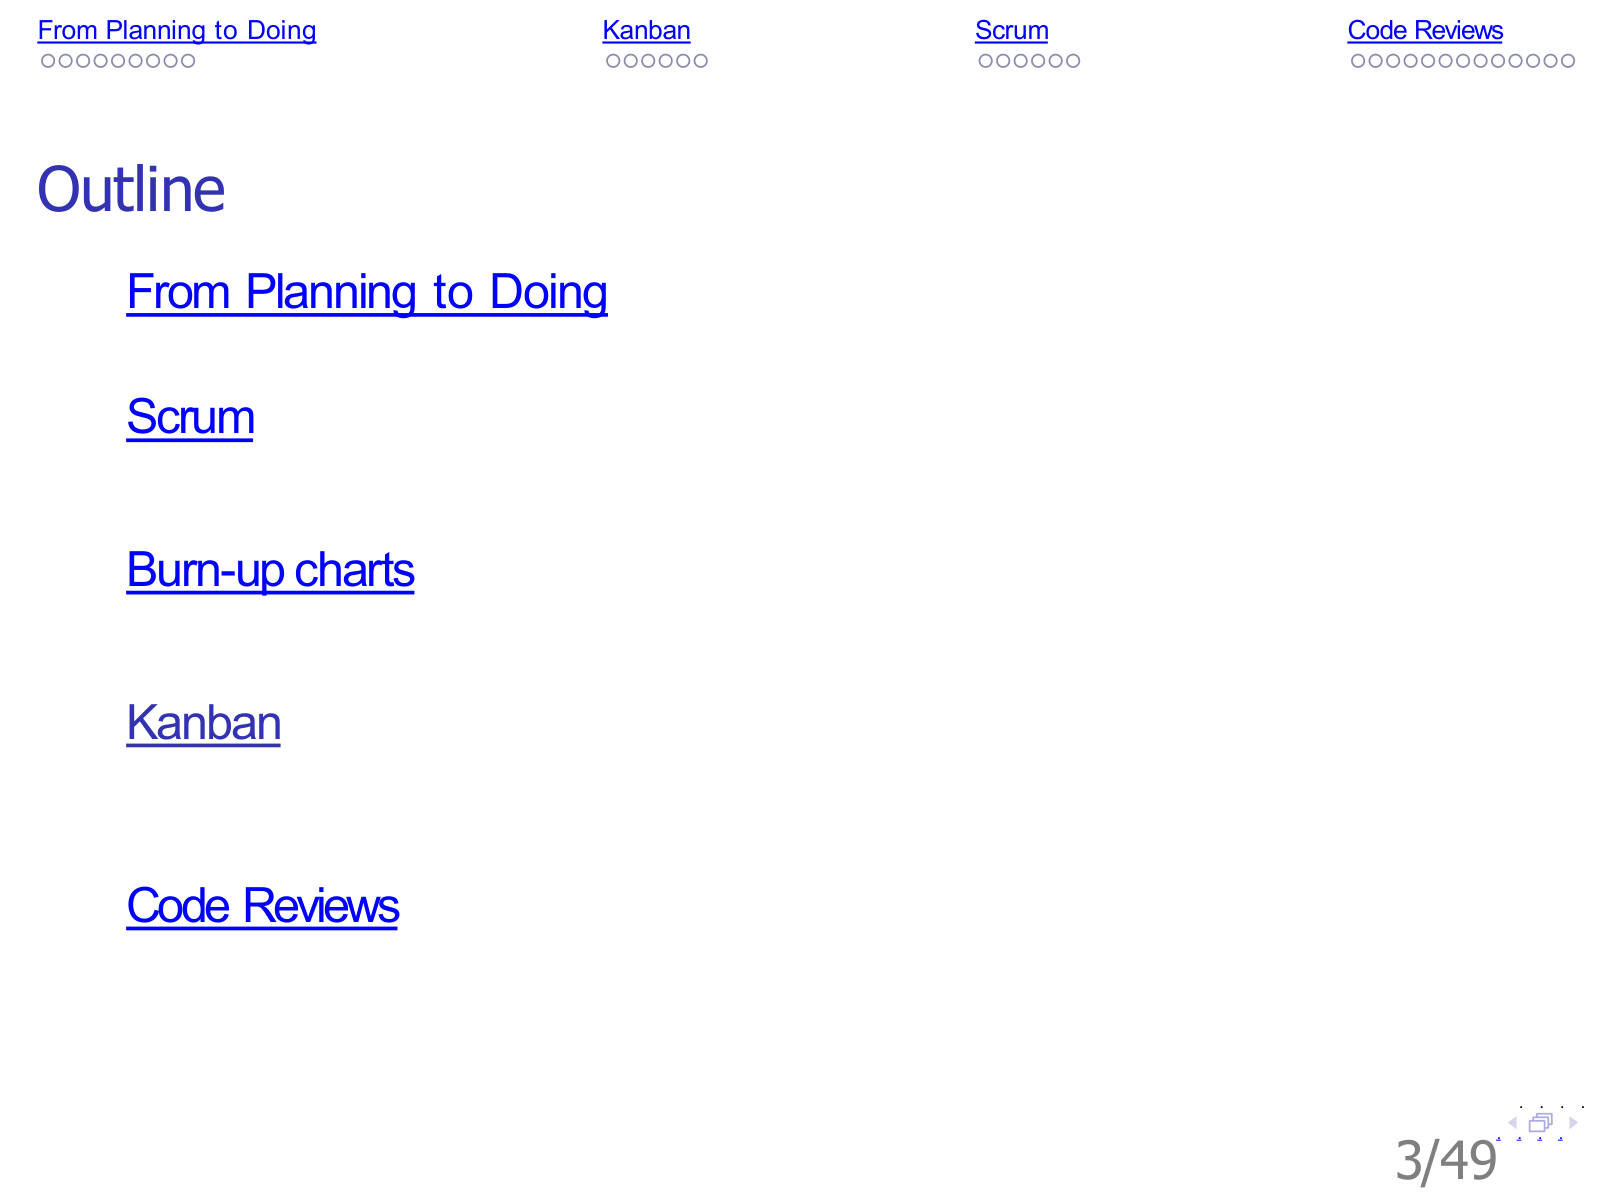 From Planning to Doing
Kanban
Scrum
Code Reviews
Outline
From Planning to Doing
Scrum
Burn-up charts
Kanban
Code Reviews
3/49